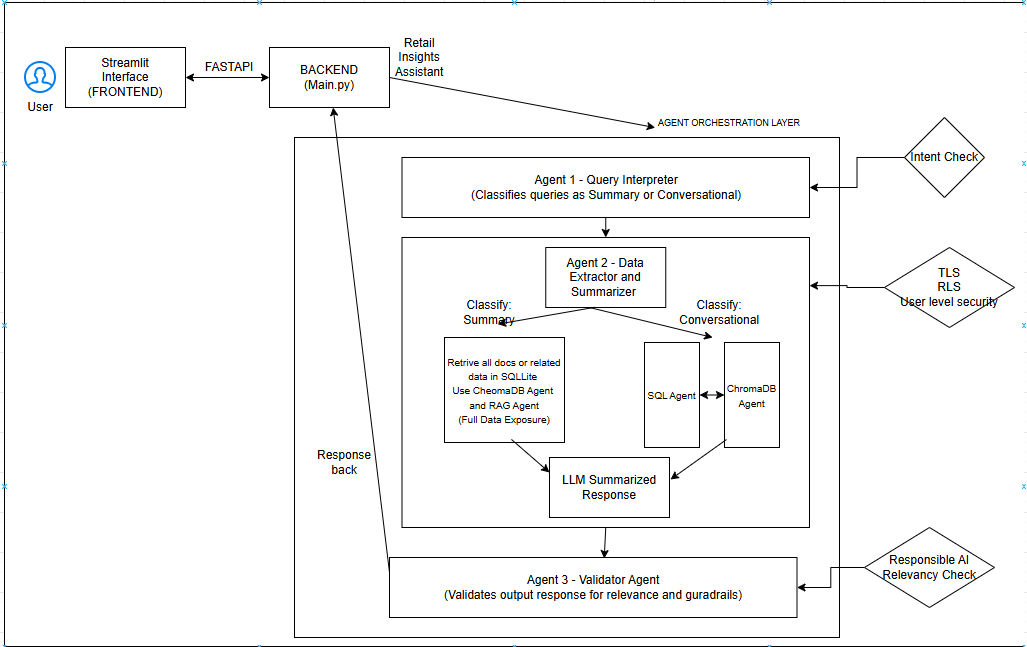 User
Streamlit
Interface
(FRONTEND)
FASTAPI
BACKEND
(Main.py)
Retail
Insights
Assistant
AGENT ORCHESTRATION LAYER
Agent 1 - Query Interpreter
(Classifies queries as Summary or Conversational)
Intent Check
Agent 2 - Data
Extractor and
Summarizer
TLS
RLS
User level security
Classify:
Summary
Classify:
Conversational
Retrive all docs or related
data in SQLLite
Use CheomaDB Agent
and RAG Agent
(Full Data Exposure)
SQL Agent
ChromaDB
Agent
LLM Summarized
Response
Response
back
Agent 3 - Validator Agent
(Validates output response for relevance and guradrails)
Responsible AI
Relevancy Check